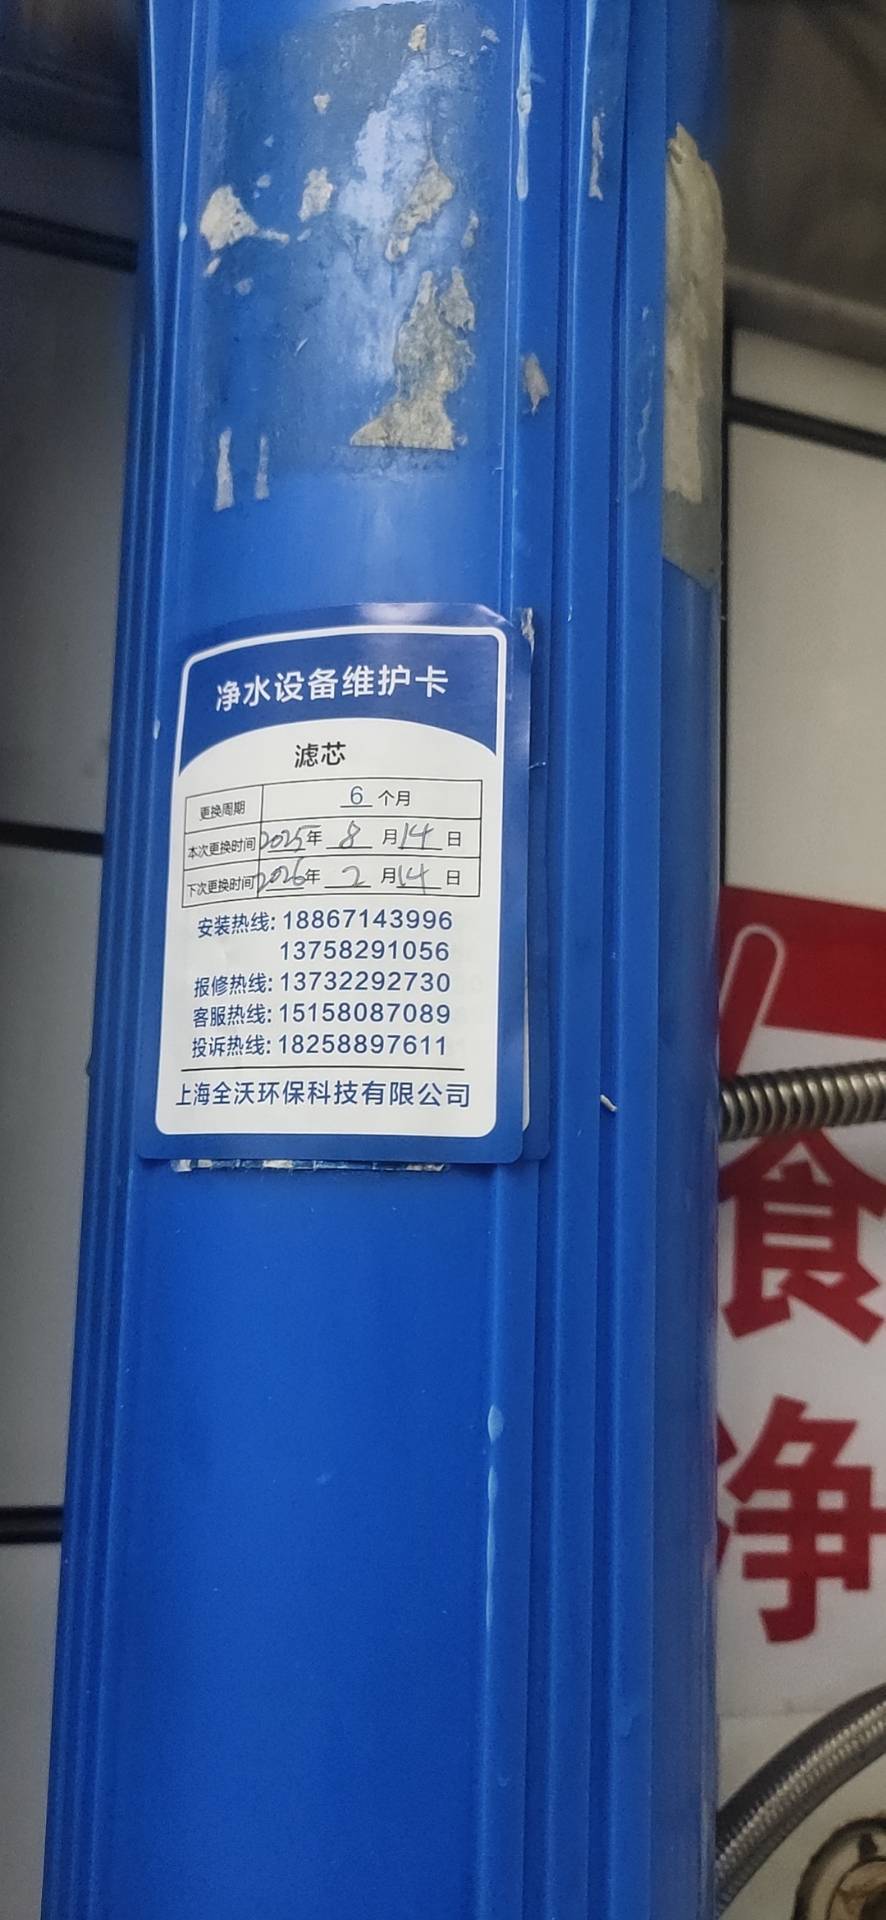 净水设备维护卡
滤芯
更换周期 6 个月
本次更换时间 2025年 8 月 14 日
下次更换时间 2026年 2 月 14 日
安装热线: 18867143996
13758291056
报修热线: 13732292730
客服热线: 15158087089
投诉热线: 18258897611
上海全沃环保科技有限公司
食
净